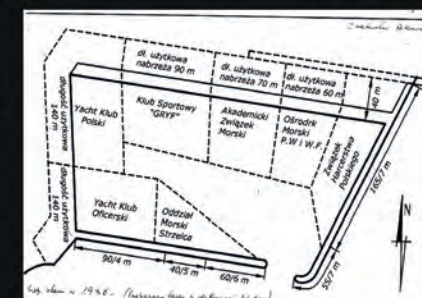 dł. użytkowa
nabrzeża 90 m
dł. użytkowa
nabrzeża 70 m
dł. użytkowa
nabrzeża 60 m
40 m
długość użytkowa
140 m
Yacht Klub
Polski
Klub Sportowy
"GRYF"
Akademicki
Związek
Morski
Ośrodrk
Morski
P.W i W.F.
Związek
Harcerstwa
Polskiego
165/7 m
długość użytkowa
140 m
Yacht Klub
Oficerski
Oddział
Morski
Strzelca
N
90/4 m
40/5 m
60/6 m
55/7 m